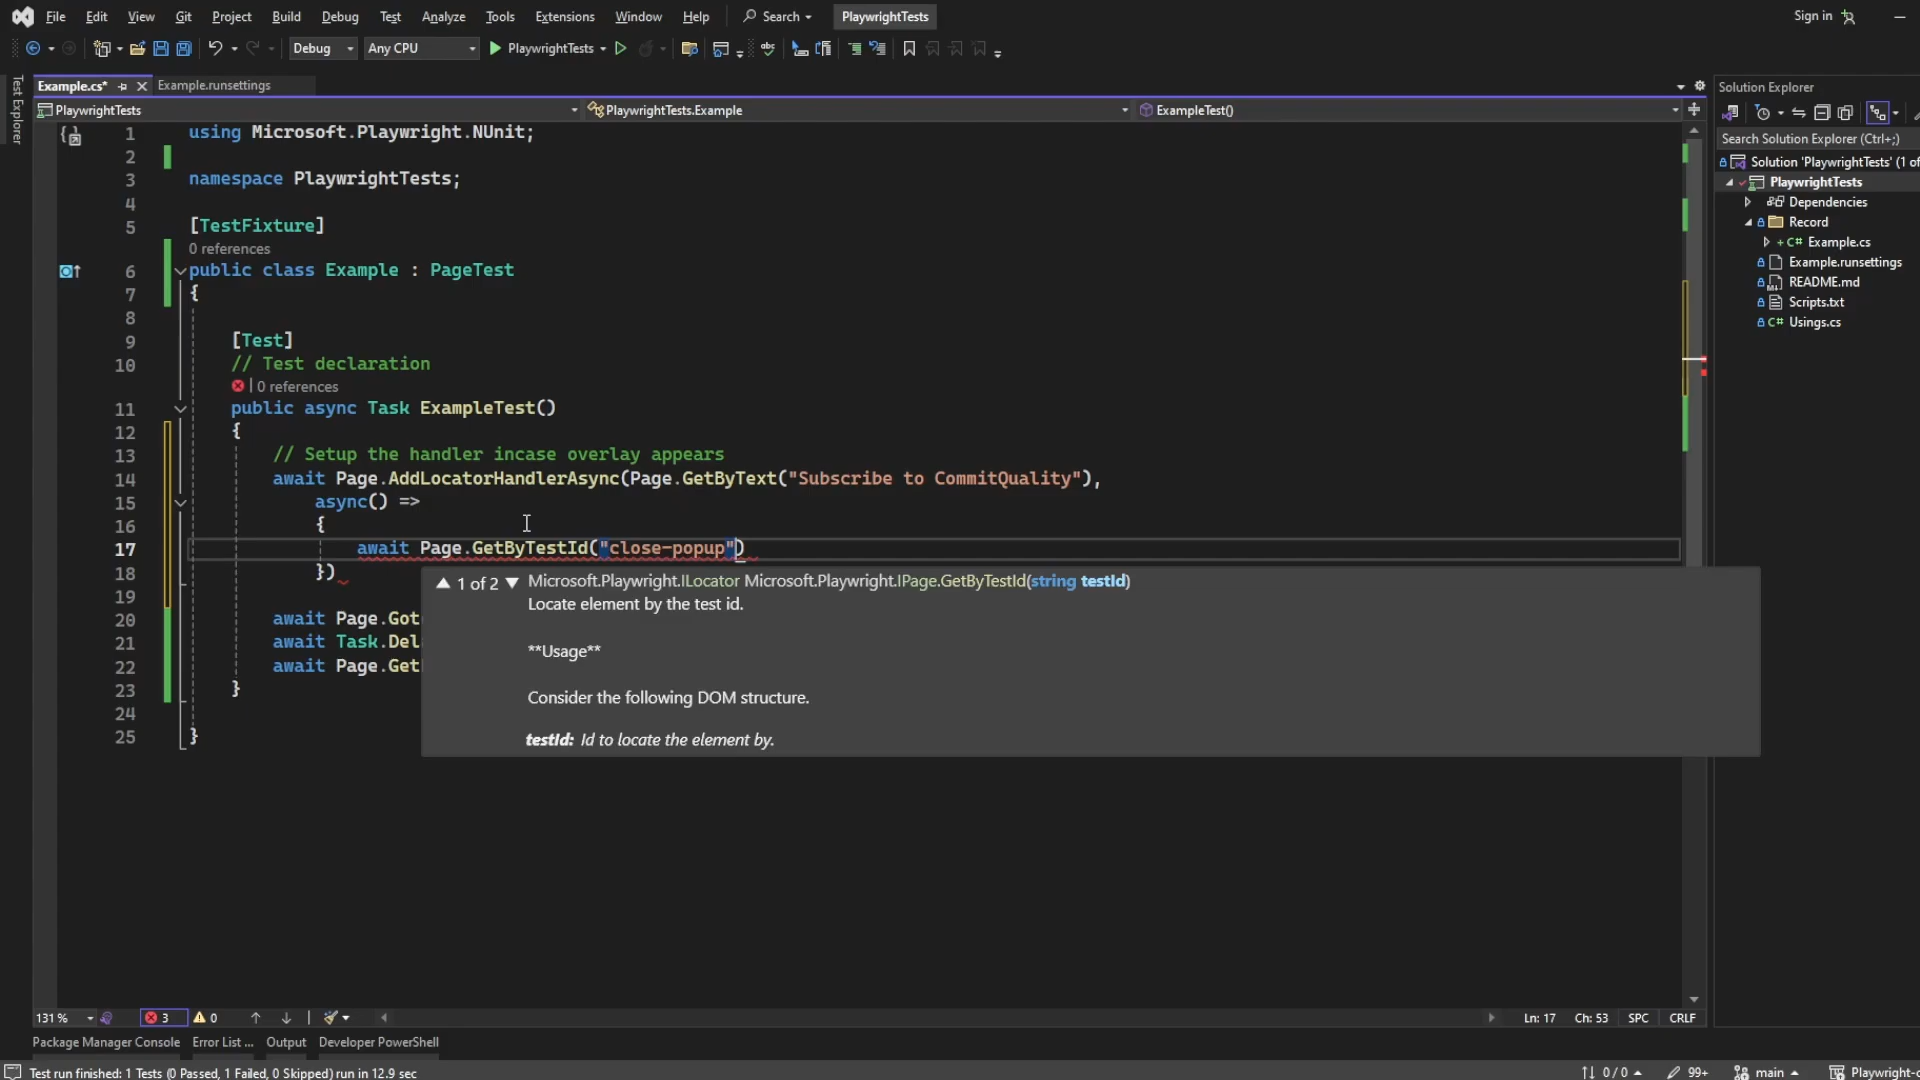 File Edit View Git Project Build Debug Test Analyze Tools Extensions Window Help Search PlaywrightTests Sign in
Debug Any CPU PlaywrightTests
Test Explorer
Example.cs* Example.runsettings
PlaywrightTests PlaywrightTests.Example ExampleTest()
1 using Microsoft.Playwright.NUnit;
2
3 namespace PlaywrightTests;
4
5 [TestFixture]
0 references
6 public class Example : PageTest
7 {
8
9 [Test]
10 // Test declaration
0 references
11 public async Task ExampleTest()
12 {
13 // Setup the handler incase overlay appears
14 await Page.AddLocatorHandlerAsync(Page.GetByText("Subscribe to CommitQuality"),
15 async() =>
16 {
17 await Page.GetByTestId("close-popup")
18 })
19
20 await Page.Got
21 await Task.Del
22 await Page.Get
23 }
24
25 }
1 of 2 Microsoft.Playwright.ILocator Microsoft.Playwright.IPage.GetByTestId(string testId)
Locate element by the test id.
**Usage**
Consider the following DOM structure.
testId: Id to locate the element by.
Solution Explorer
Search Solution Explorer (Ctrl+;)
Solution 'PlaywrightTests' (1 of
PlaywrightTests
Dependencies
Record
C# Example.cs
Example.runsettings
README.md
Scripts.txt
C# Usings.cs
131 % 3 0 Ln: 17 Ch: 53 SPC CRLF
Package Manager Console Error List ... Output Developer PowerShell
Test run finished: 1 Tests (0 Passed, 1 Failed, 0 Skipped) run in 12.9 sec 0 / 0 99+ main Playwright-c